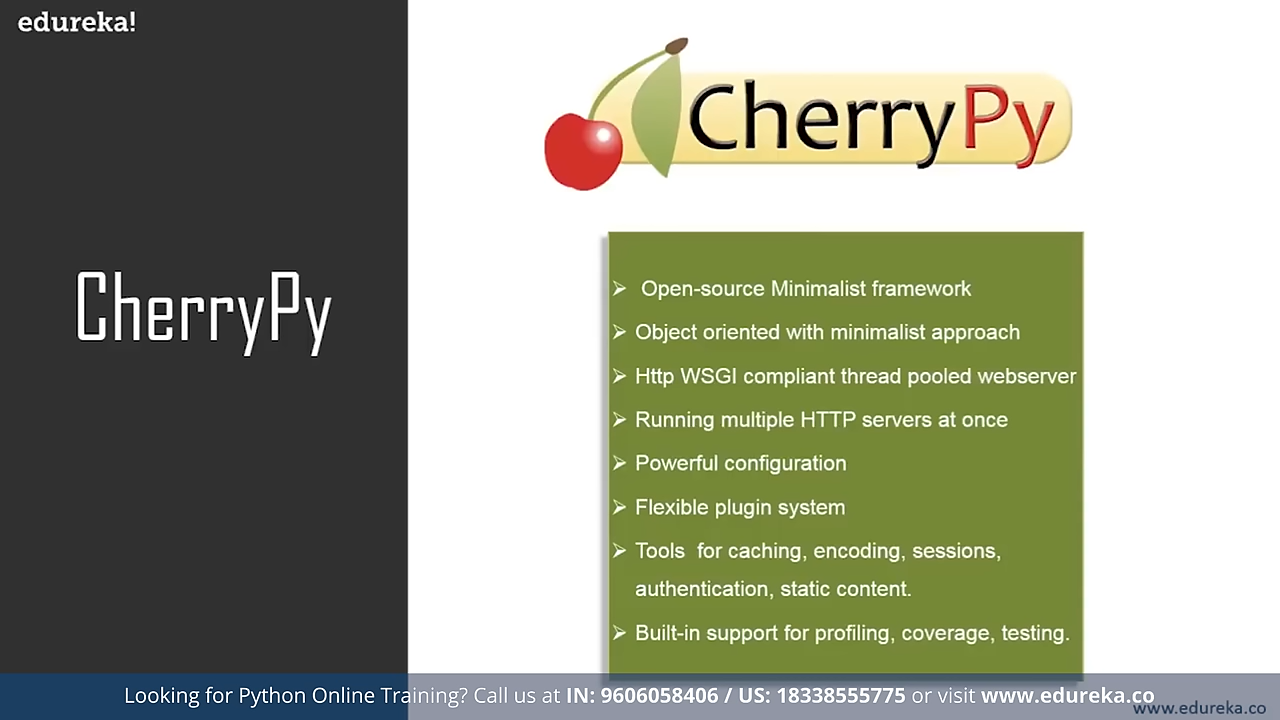 edureka!
CherryPy
CherryPy
➢ Open-source Minimalist framework
➢ Object oriented with minimalist approach
➢ Http WSGI compliant thread pooled webserver
➢ Running multiple HTTP servers at once
➢ Powerful configuration
➢ Flexible plugin system
➢ Tools for caching, encoding, sessions,
authentication, static content.
➢ Built-in support for profiling, coverage, testing.
Looking for Python Online Training? Call us at IN: 9606058406 / US: 18338555775 or visit www.edureka.co
www.edureka.co